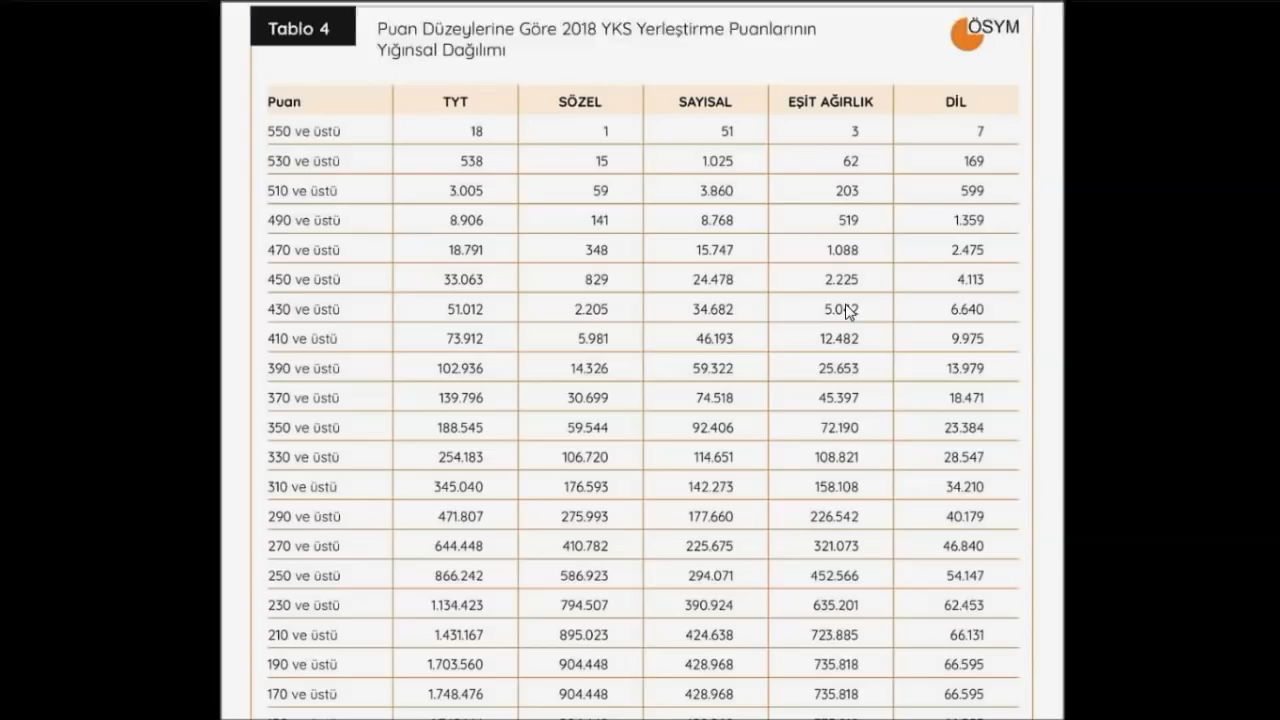 Tablo 4
Puan Düzeylerine Göre 2018 YKS Yerleştirme Puanlarının
Yığınsal Dağılımı
ÖSYM
Puan TYT SÖZEL SAYISAL EŞİT AĞIRLIK DİL
550 ve üstü 18 1 51 3 7
530 ve üstü 538 15 1.025 62 169
510 ve üstü 3.005 59 3.860 203 599
490 ve üstü 8.906 141 8.768 519 1.359
470 ve üstü 18.791 348 15.747 1.088 2.475
450 ve üstü 33.063 829 24.478 2.225 4.113
430 ve üstü 51.012 2.205 34.682 6.640
410 ve üstü 73.912 5.981 46.193 12.482 9.975
390 ve üstü 102.936 14.326 59.322 25.653 13.979
370 ve üstü 139.796 30.699 74.518 45.397 18.471
350 ve üstü 188.545 59.544 92.406 72.190 23.384
330 ve üstü 254.183 106.720 114.651 108.821 28.547
310 ve üstü 345.040 176.593 142.273 158.108 34.210
290 ve üstü 471.807 275.993 177.660 226.542 40.179
270 ve üstü 644.448 410.782 225.675 321.073 46.840
250 ve üstü 866.242 586.923 294.071 452.566 54.147
230 ve üstü 1.134.423 794.507 390.924 635.201 62.453
210 ve üstü 1.431.167 895.023 424.638 723.885 66.131
190 ve üstü 1.703.560 904.448 428.968 735.818 66.595
170 ve üstü 1.748.476 904.448 428.968 735.818 66.595